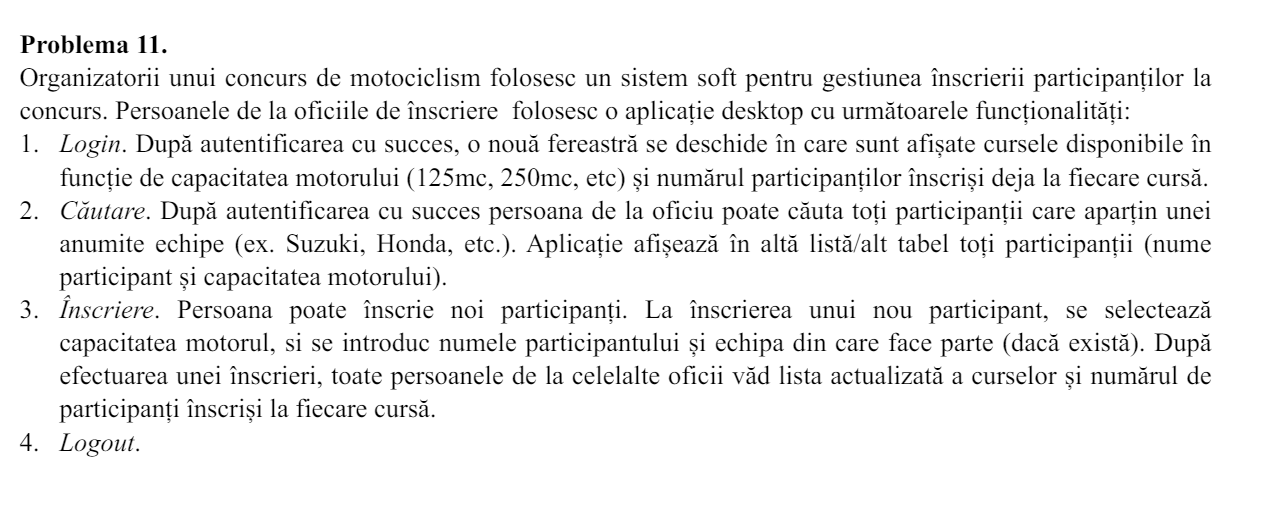 Problema 11.
Organizatorii unui concurs de motociclism folosesc un sistem soft pentru gestiunea înscrierii participanților la
concurs. Persoanele de la oficiile de înscriere folosesc o aplicație desktop cu următoarele funcționalități:
1. Login. După autentificarea cu succes, o nouă fereastră se deschide în care sunt afișate cursele disponibile în
funcție de capacitatea motorului (125mc, 250mc, etc) și numărul participanților înscriși deja la fiecare cursă.
2. Căutare. După autentificarea cu succes persoana de la oficiu poate căuta toți participanții care aparțin unei
anumite echipe (ex. Suzuki, Honda, etc.). Aplicație afișează în altă listă/alt tabel toți participanții (nume
participant și capacitatea motorului).
3. Înscriere. Persoana poate înscrie noi participanți. La înscrierea unui nou participant, se selectează
capacitatea motorul, si se introduc numele participantului și echipa din care face parte (dacă există). După
efectuarea unei înscrieri, toate persoanele de la celelalte oficii văd lista actualizată a curselor și numărul de
participanți înscriși la fiecare cursă.
4. Logout.